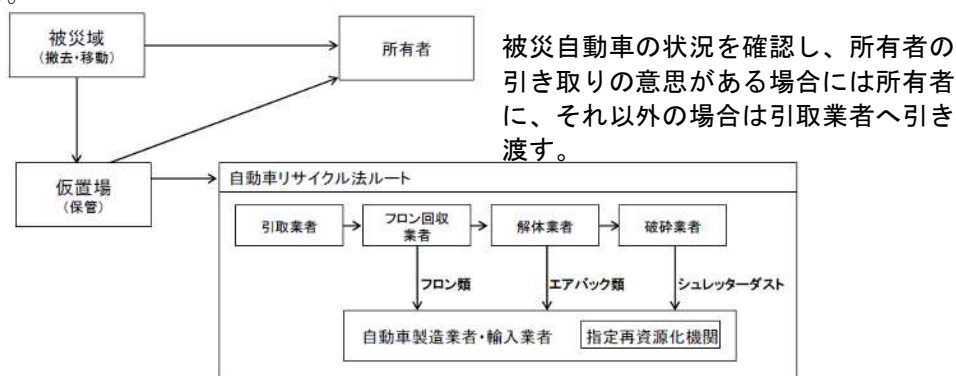 。
被災域
(撤去・移動)
所有者
被災自動車の状況を確認し、所有者の
引き取りの意思がある場合には所有者
に、それ以外の場合は引取業者へ引き
渡す。
仮置場
(保管)
自動車リサイクル法ルート
引取業者
フロン回収
業者
解体業者
破砕業者
フロン類
エアバック類
シュレッターダスト
自動車製造業者・輸入業者
指定再資源化機関